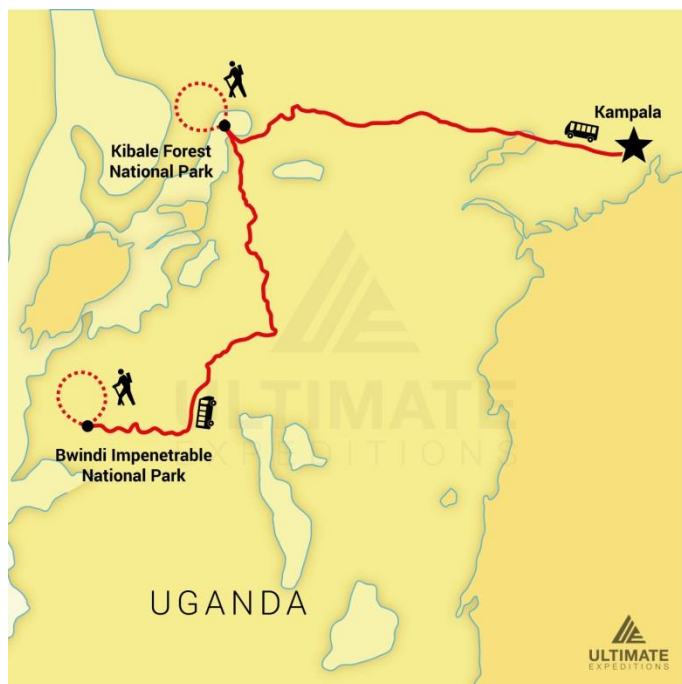 Kampala
Kibale Forest
National Park
ULTIMATE
EXPEDITIONS
Bwindi Impenetrable
National Park
UGANDA
ULTIMATE
EXPEDITIONS